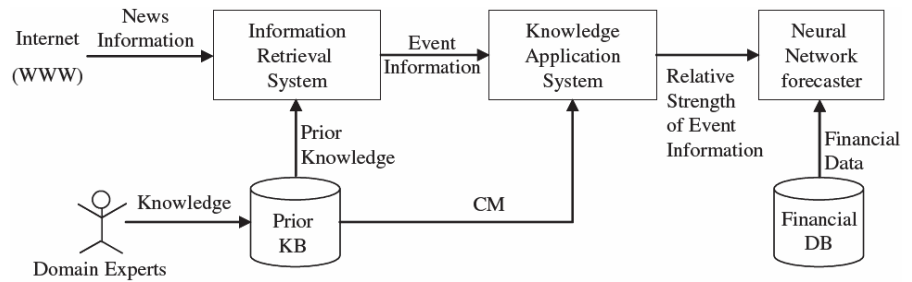 Internet
(WWW)
News
Information
Information
Retrieval
System
Event
Information
Knowledge
Application
System
Relative
Strength
of Event
Information
Neural
Network
forecaster
Prior
Knowledge
Financial
Data
Knowledge
Prior
KB
CM
Financial
DB
Domain Experts